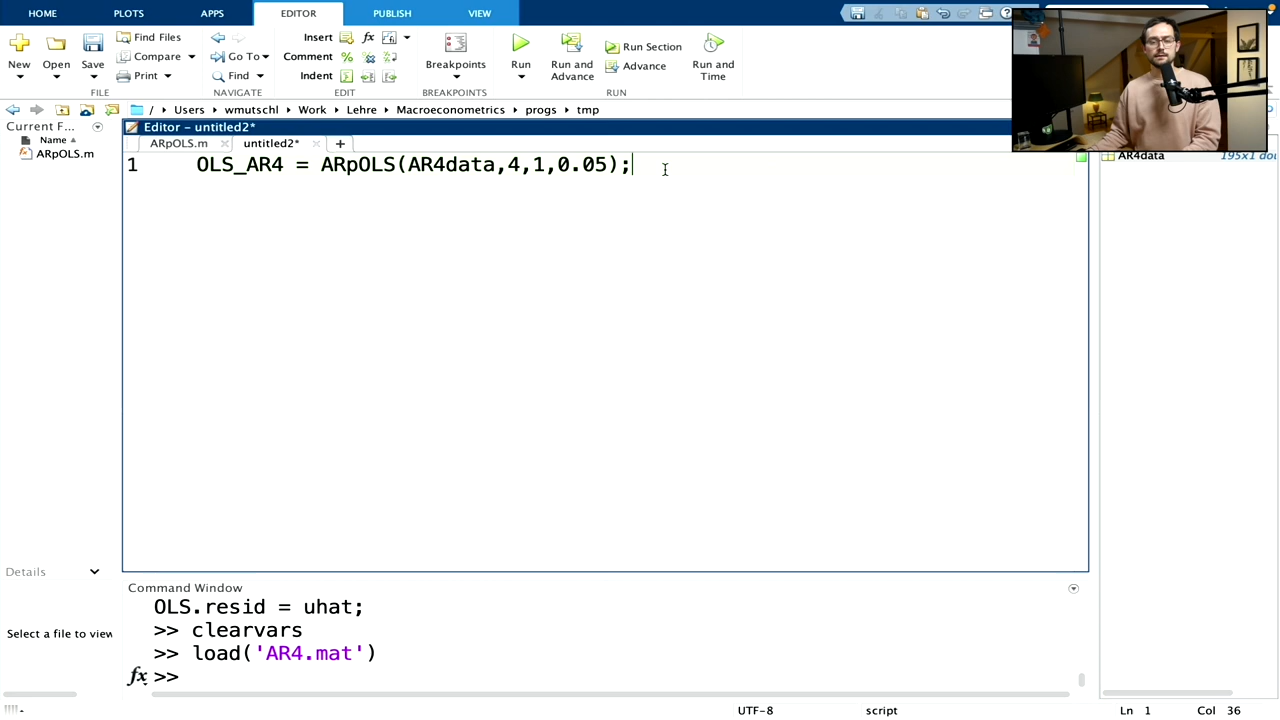 HOME PLOTS APPS EDITOR PUBLISH VIEW
New Open Save
Find Files
Compare
Print
FILE
Go To
Find
NAVIGATE
Insert
Comment
Indent
EDIT
Breakpoints
BREAKPOINTS
Run
Run and Advance
Run Section
Advance
Run and Time
RUN
/ Users wmutschl Work Lehre Macroeconometrics progs tmp
Current F...
Name
ARpOLS.m
Editor – untitled2*
ARpOLS.m untitled2* +
1 OLS_AR4 = ARpOLS(AR4data,4,1,0.05);
AR4data 195x1 dou
Details
Select a file to view
Command Window
OLS.resid = uhat;
>> clearvars
>> load('AR4.mat')
fx >>
UTF-8 script Ln 1 Col 36